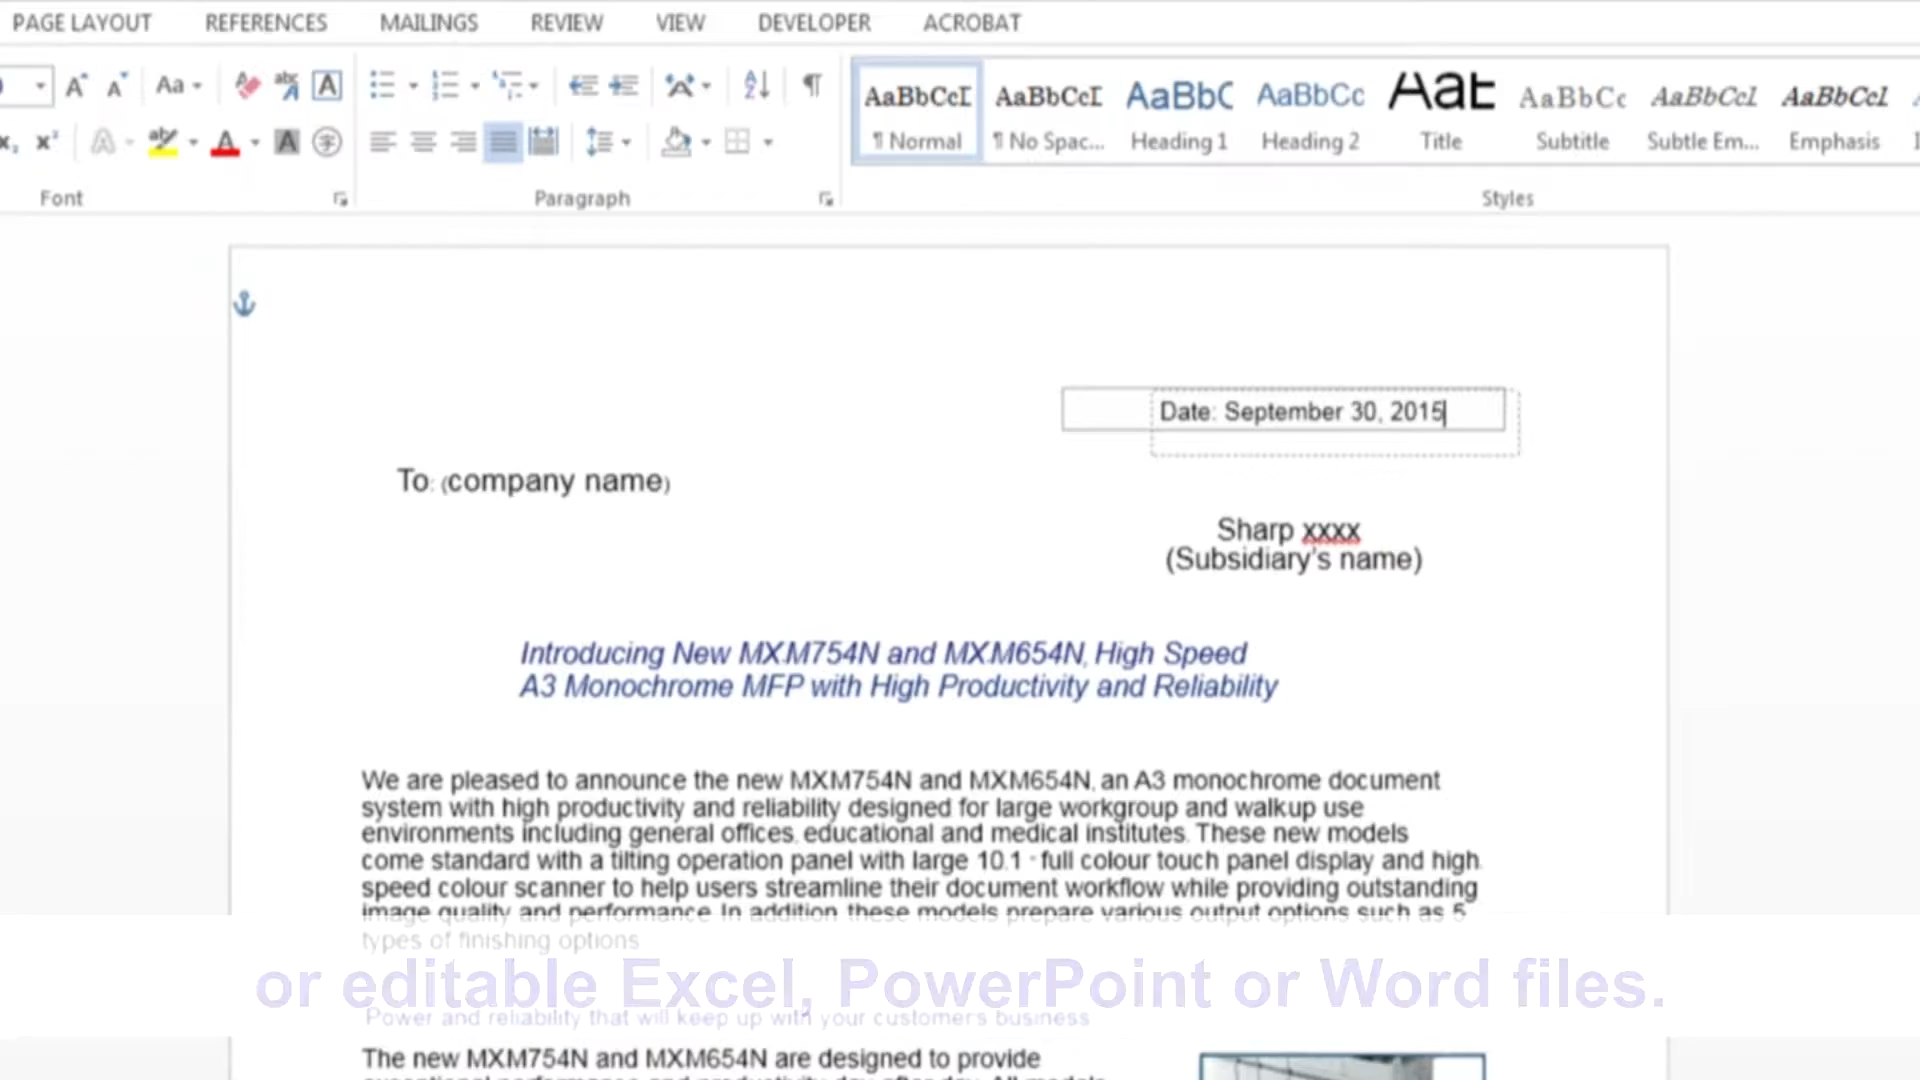 PAGE LAYOUT REFERENCES MAILINGS REVIEW VIEW DEVELOPER ACROBAT
Aa
AaBbCcI AaBbCcI AaBbC AaBbCc Aab AaBbCc AaBbCcL AaBbCcL
¶ Normal ¶ No Spac... Heading 1 Heading 2 Title Subtitle Subtle Em... Emphasis
Font Paragraph Styles
Date: September 30, 2015
To: (company name)
Sharp xxxx
(Subsidiary's name)
Introducing New MXM754N and MXM654N, High Speed
A3 Monochrome MFP with High Productivity and Reliability
We are pleased to announce the new MXM754N and MXM654N, an A3 monochrome document
system with high productivity and reliability designed for large workgroup and walkup use
environments including general offices, educational and medical institutes. These new models
come standard with a tilting operation panel with large 10.1 " full colour touch panel display and high
speed colour scanner to help users streamline their document workflow while providing outstanding
image quality and performance. In addition, these models prepare various output options such as 5
types of finishing options
or editable Excel, PowerPoint or Word files.
Power and reliability that will keep up with your customers business
The new MXM754N and MXM654N are designed to provide